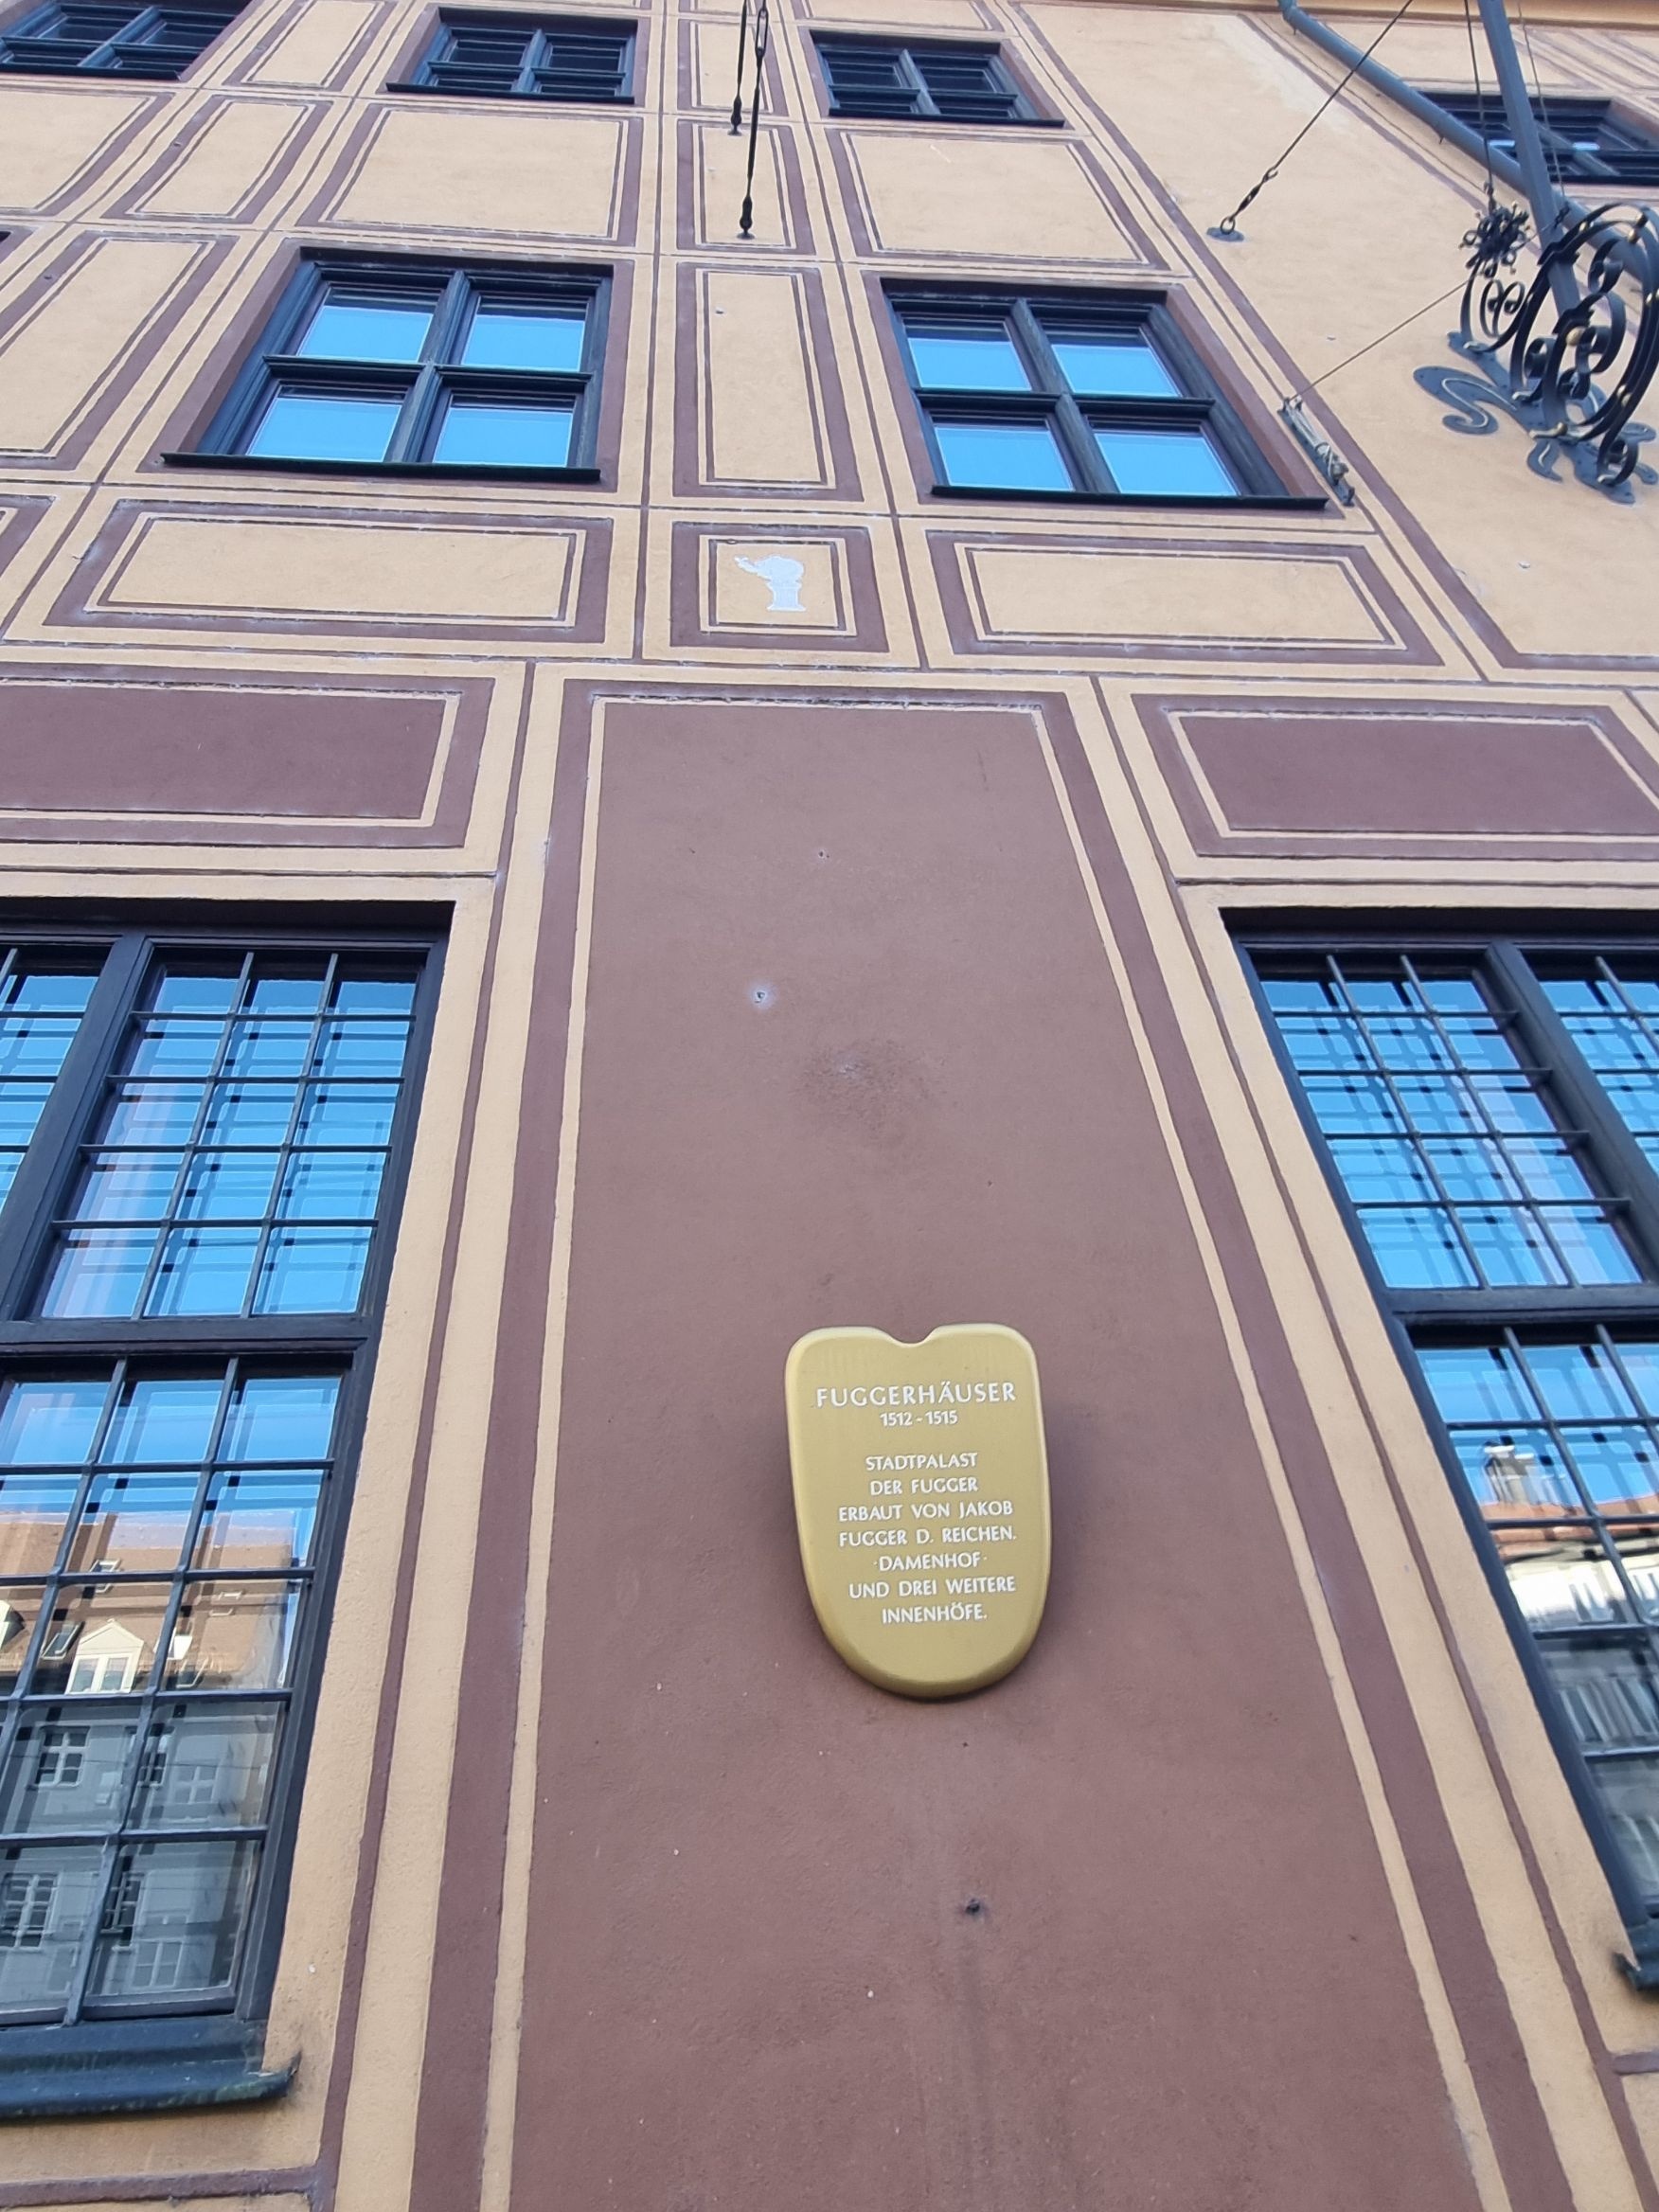 FUGGERHÄUSER
1512-1515
STADTPALAST
DER FUGGER
ERBAUT VON JAKOB
FUGGER D. REICHEN.
·DAMENHOF·
UND DREI WEITERE
INNENHÖFE.